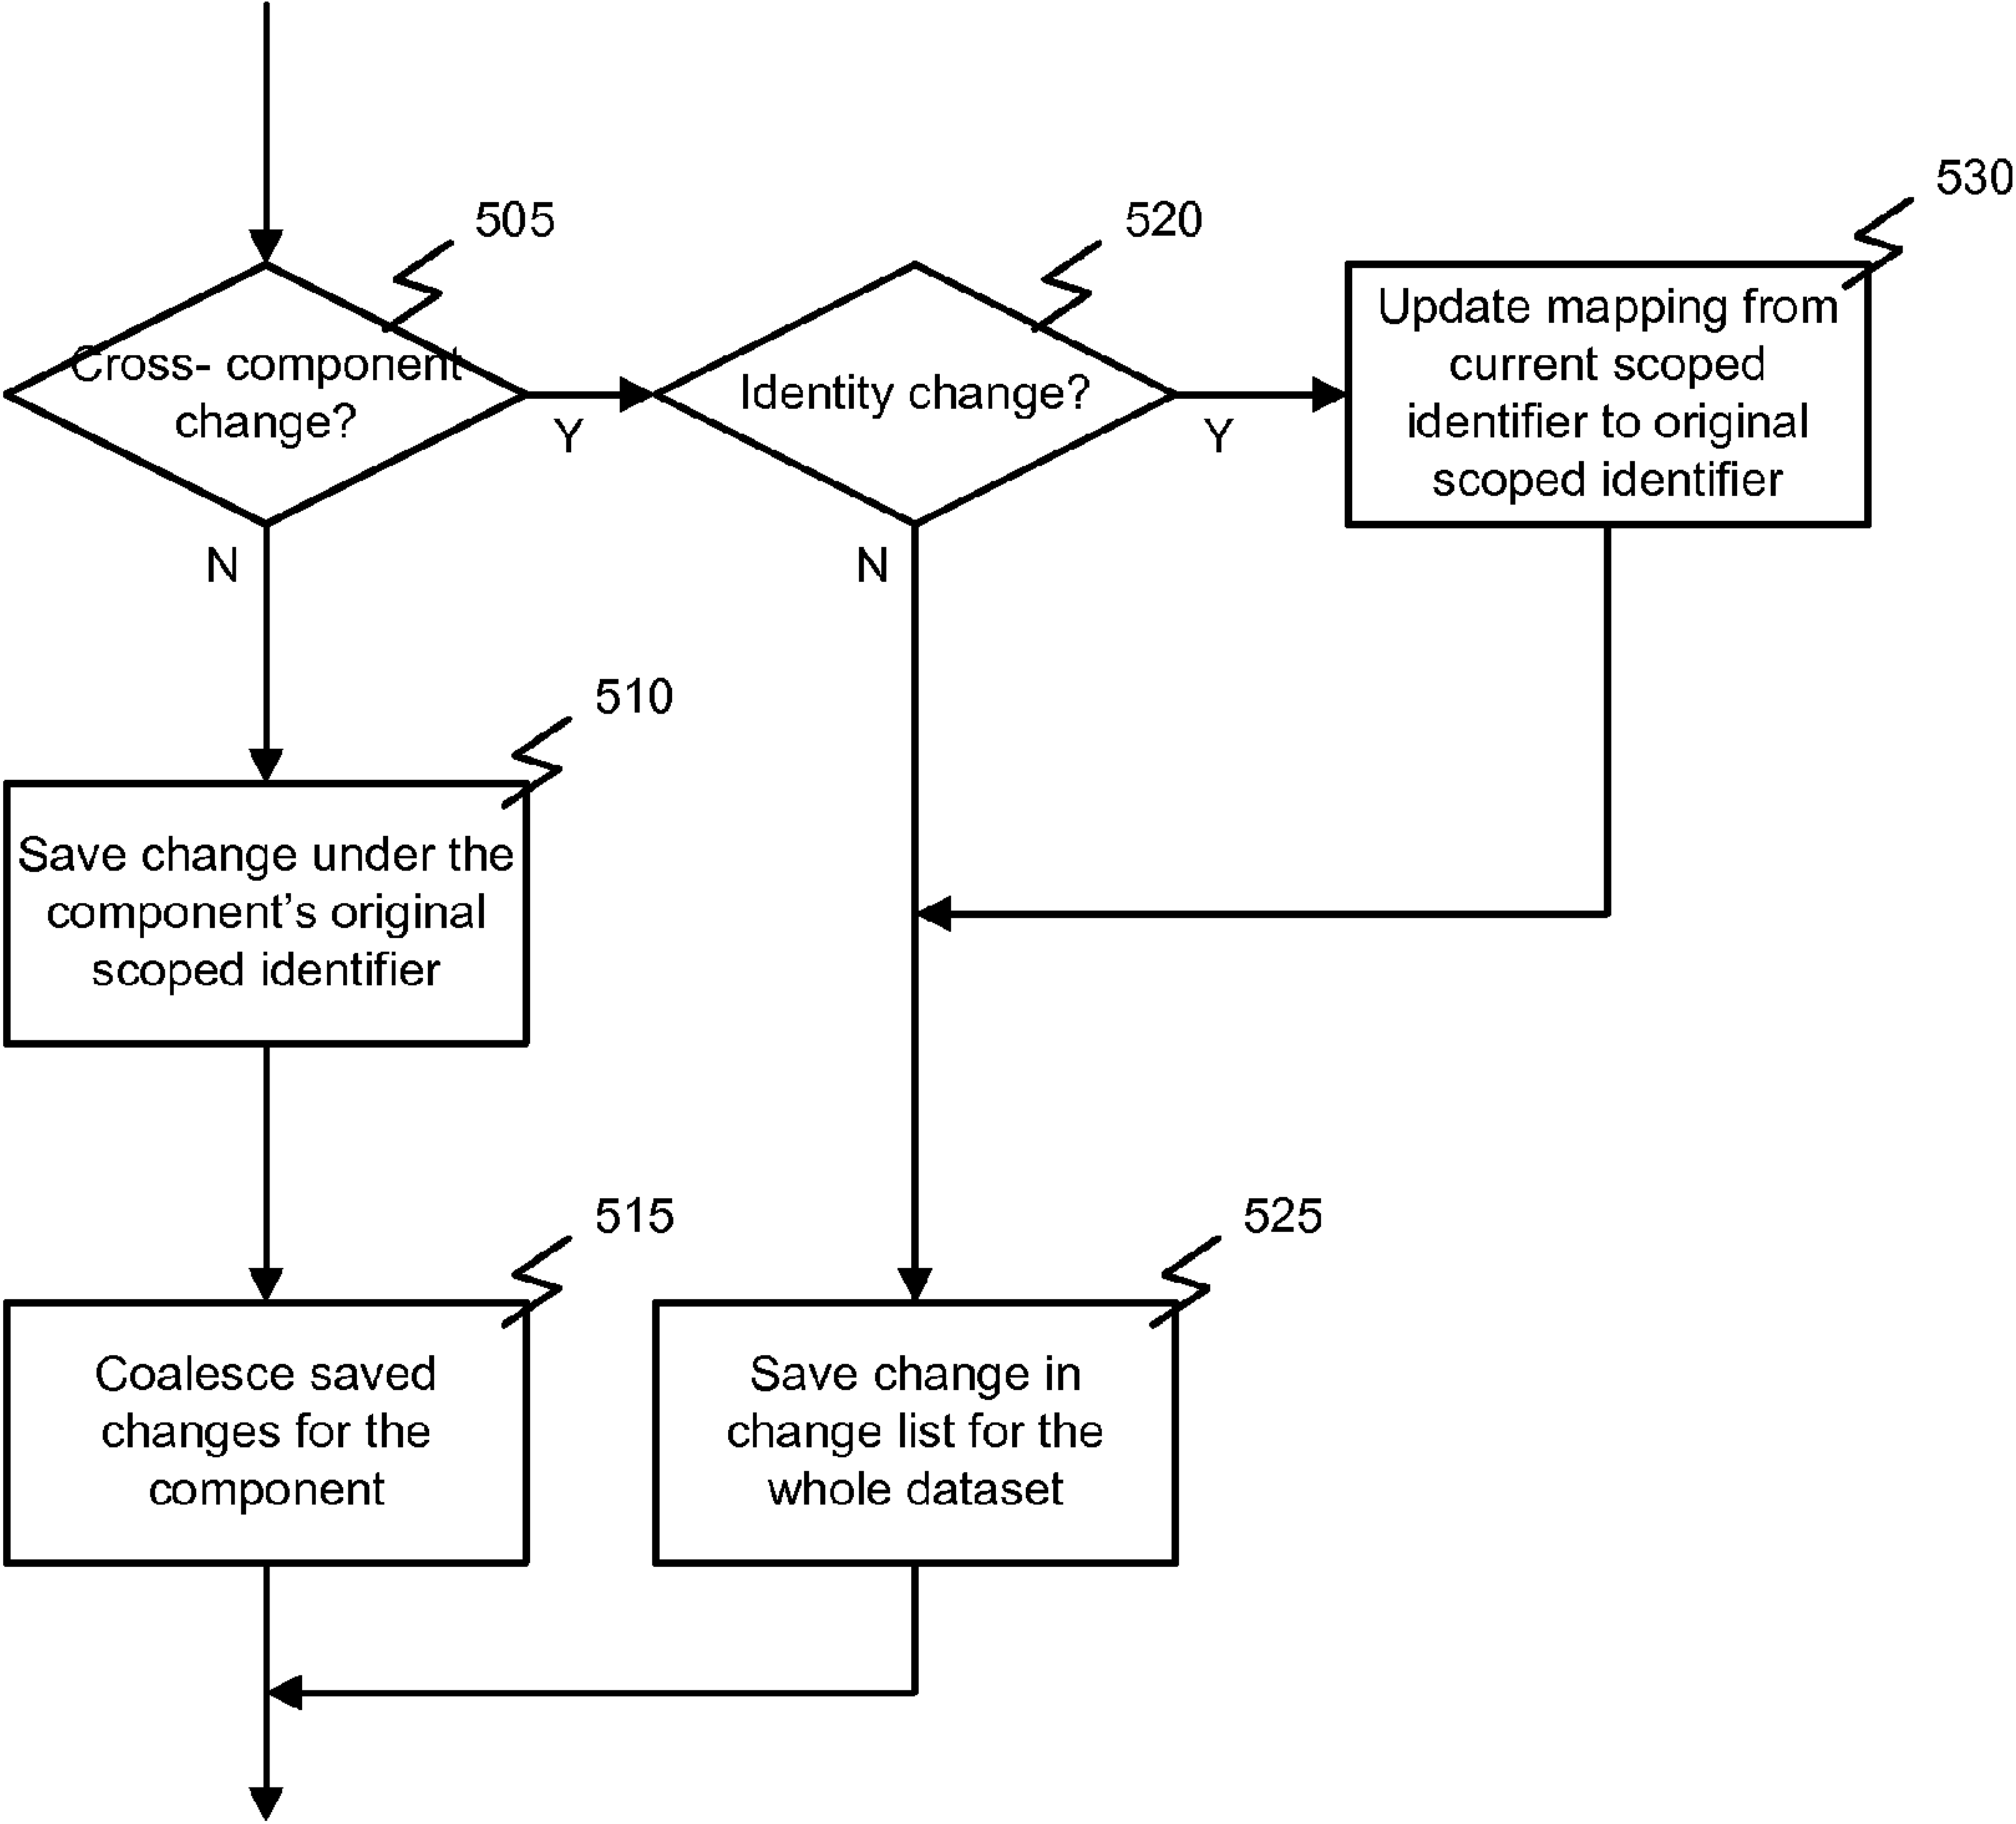 505
Cross- component
change?
Y
N
520
Identity change?
Y
N
530
Update mapping from
current scoped
identifier to original
scoped identifier
510
Save change under the
component’s original
scoped identifier
515
Coalesce saved
changes for the
component
525
Save change in
change list for the
whole dataset